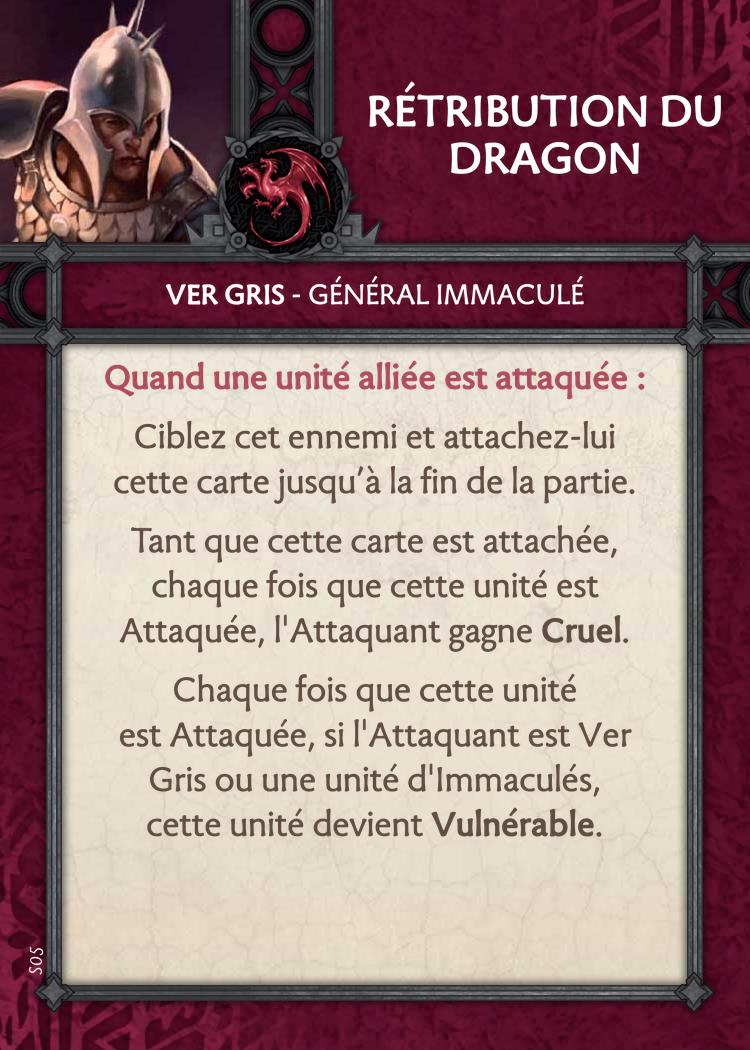 RÉTRIBUTION DU
DRAGON
VER GRIS - GÉNÉRAL IMMACULÉ
Quand une unité alliée est attaquée :
Ciblez cet ennemi et attachez-lui
cette carte jusqu’à la fin de la partie.
Tant que cette carte est attachée,
chaque fois que cette unité est
Attaquée, l'Attaquant gagne Cruel.
Chaque fois que cette unité
est Attaquée, si l'Attaquant est Ver
Gris ou une unité d'Immaculés,
cette unité devient Vulnérable.
S05